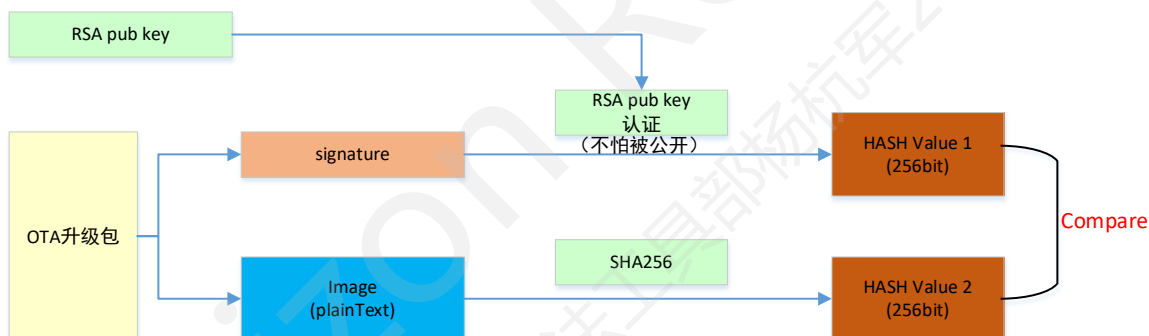 RSA pub key
RSA pub key
认证
（不怕被公开）
signature
HASH Value 1
(256bit)
OTA升级包
Compare
SHA256
Image
(plainText)
HASH Value 2
(256bit)